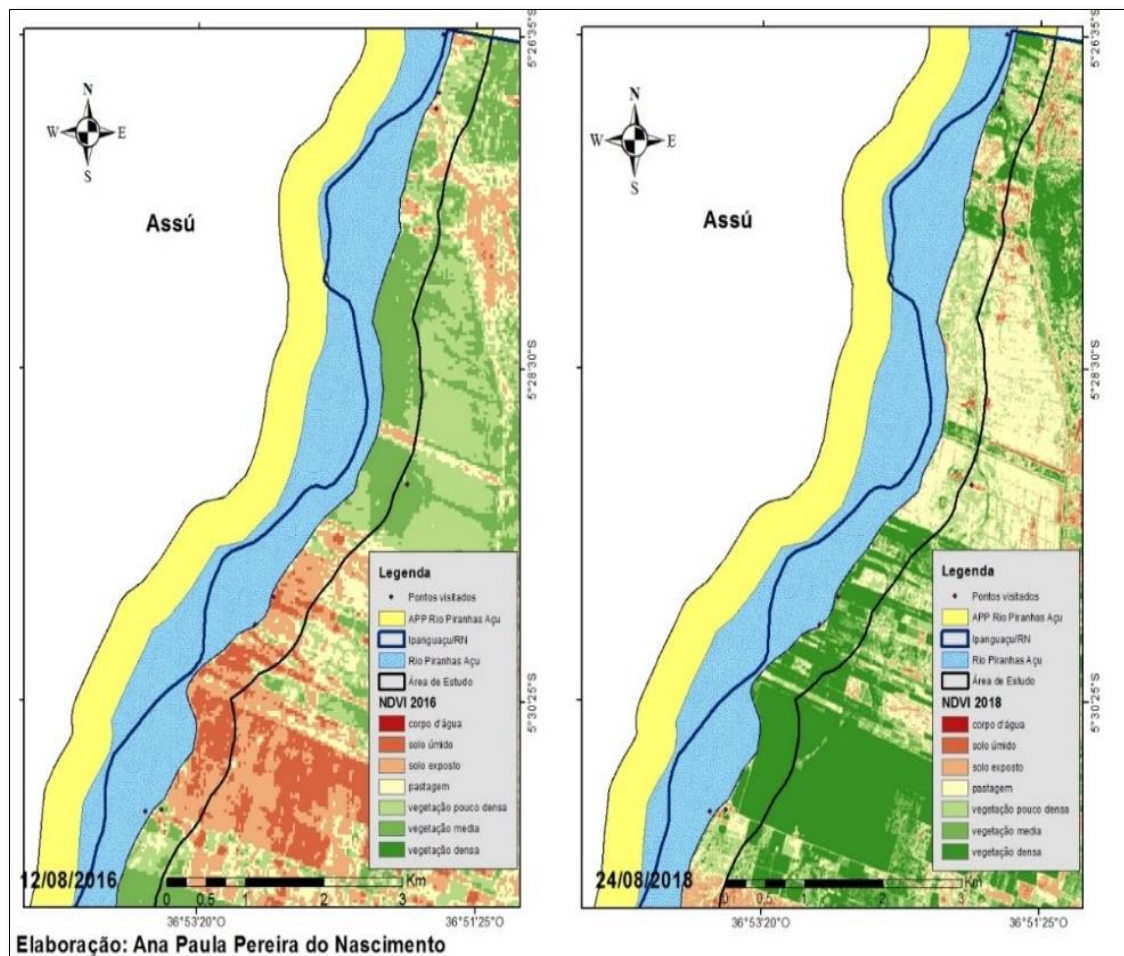 N
W E
S
Assú
5°26'35"S
5°28'30"S
5°30'25"S
Legenda
Pontos visitados
APP Rio Piranhas Açu
Ipanguaçu/RN
Rio Piranhas Açu
Área de Estudo
NDVI 2016
corpo d'água
solo úmido
solo exposto
pastagem
vegetação pouco densa
vegetação media
vegetação densa
12/08/2016
Km
0 0,5 1 2 3
36°53'20"O 36°51'25"O
N
W E
S
Assú
5°26'35"S
5°28'30"S
5°30'25"S
Legenda
Pontos visitados
APP Rio Piranhas Açu
Ipanguaçu/RN
Rio Piranhas Açu
Área de Estudo
NDVI 2018
corpo d'água
solo úmido
solo exposto
pastagem
vegetação pouco densa
vegetação media
vegetação densa
24/08/2018
Km
0 0,5 1 2 3
36°53'20"O 36°51'25"O
Elaboração: Ana Paula Pereira do Nascimento